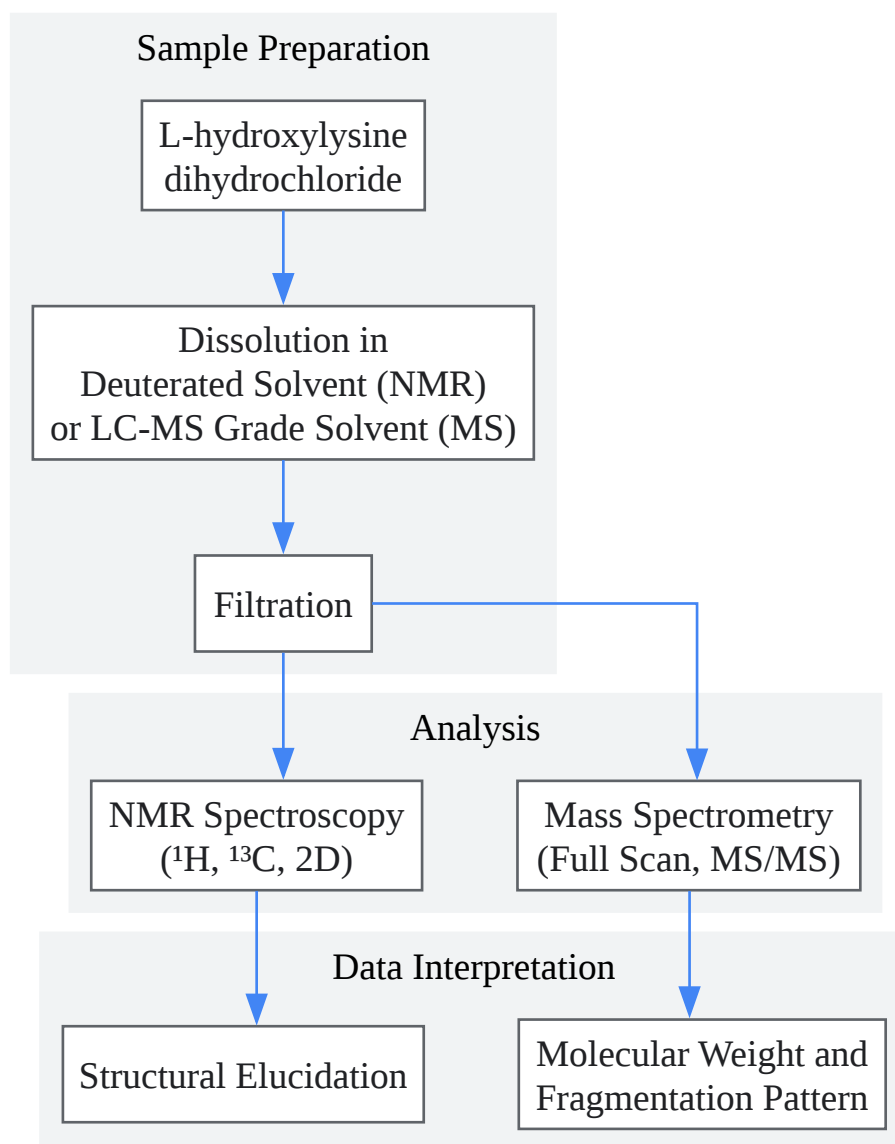 Sample Preparation
L-hydroxylysine
dihydrochloride
Dissolution in
Deuterated Solvent (NMR)
or LC-MS Grade Solvent (MS)
Filtration
Analysis
NMR Spectroscopy
(¹H, ¹³C, 2D)
Mass Spectrometry
(Full Scan, MS/MS)
Data Interpretation
Structural Elucidation
Molecular Weight and
Fragmentation Pattern